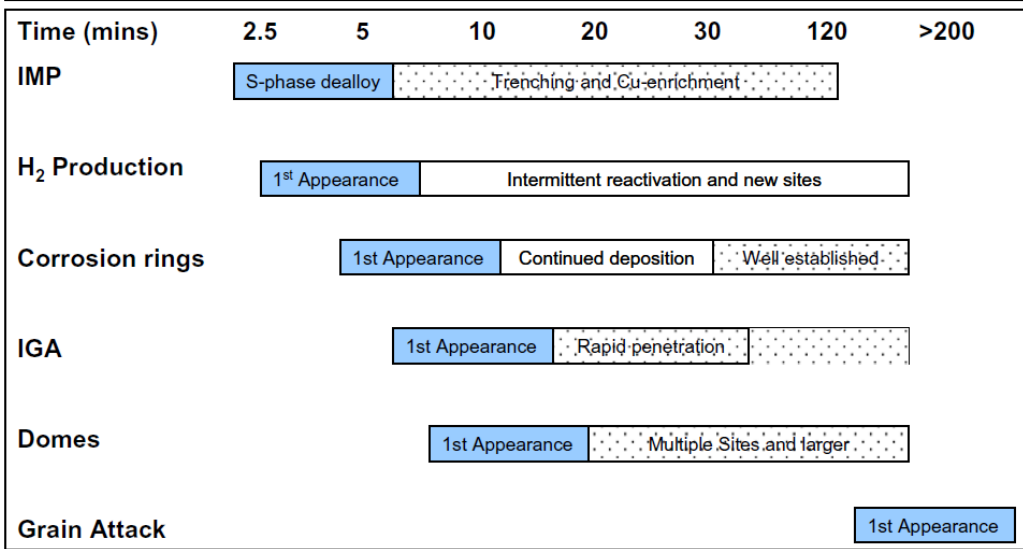 Time (mins) 2.5 5 10 20 30 120 >200
IMP
S-phase dealloy Trenching and Cu-enrichment
H₂ Production
1ˢᵗ Appearance Intermittent reactivation and new sites
Corrosion rings
1st Appearance Continued deposition Well established
IGA
1st Appearance Rapid penetration
Domes
1st Appearance Multiple Sites and larger
Grain Attack
1st Appearance